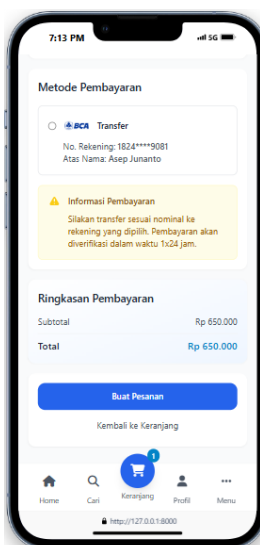 7:13 PM
5G
Metode Pembayaran
BCA Transfer
No. Rekening: 1824****9081
Atas Nama: Asep Junanto
Informasi Pembayaran
Silakan transfer sesuai nominal ke
rekening yang dipilih. Pembayaran akan
diverifikasi dalam waktu 1x24 jam.
Ringkasan Pembayaran
Subtotal Rp 650.000
Total Rp 650.000
Buat Pesanan
Kembali ke Keranjang
1
Home Cari Keranjang Profil Menu
http://127.0.0.1:8000